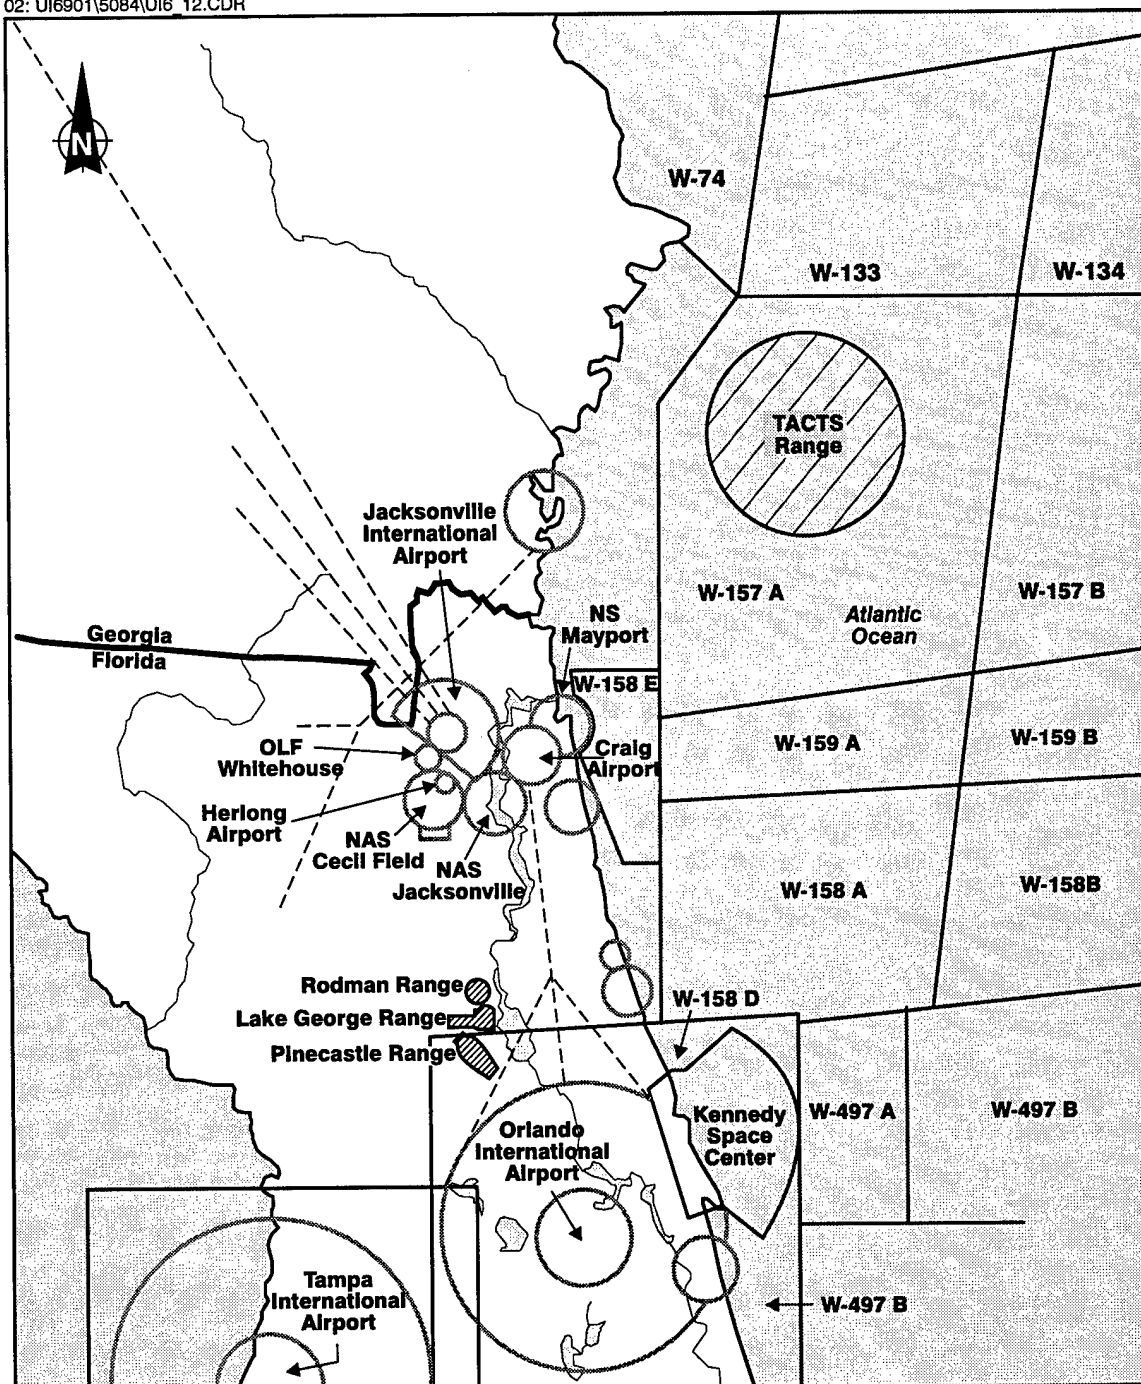 02: UI6901\5084\UI6_12.CDR
N
W-74
W-133
W-134
TACTS
Range
Jacksonville
International
Airport
W-157 A
W-157 B
Atlantic
Ocean
NS
Mayport
Georgia
Florida
W-158 E
OLF
Whitehouse
Craig
Airport
W-159 A
W-159 B
Herlong
Airport
NAS
Cecil Field
NAS
Jacksonville
W-158 A
W-158B
Rodman Range
W-158 D
Lake George Range
Pinecastle Range
Kennedy
Space
Center
W-497 A
W-497 B
Orlando
International
Airport
Tampa
International
Airport
W-497 B